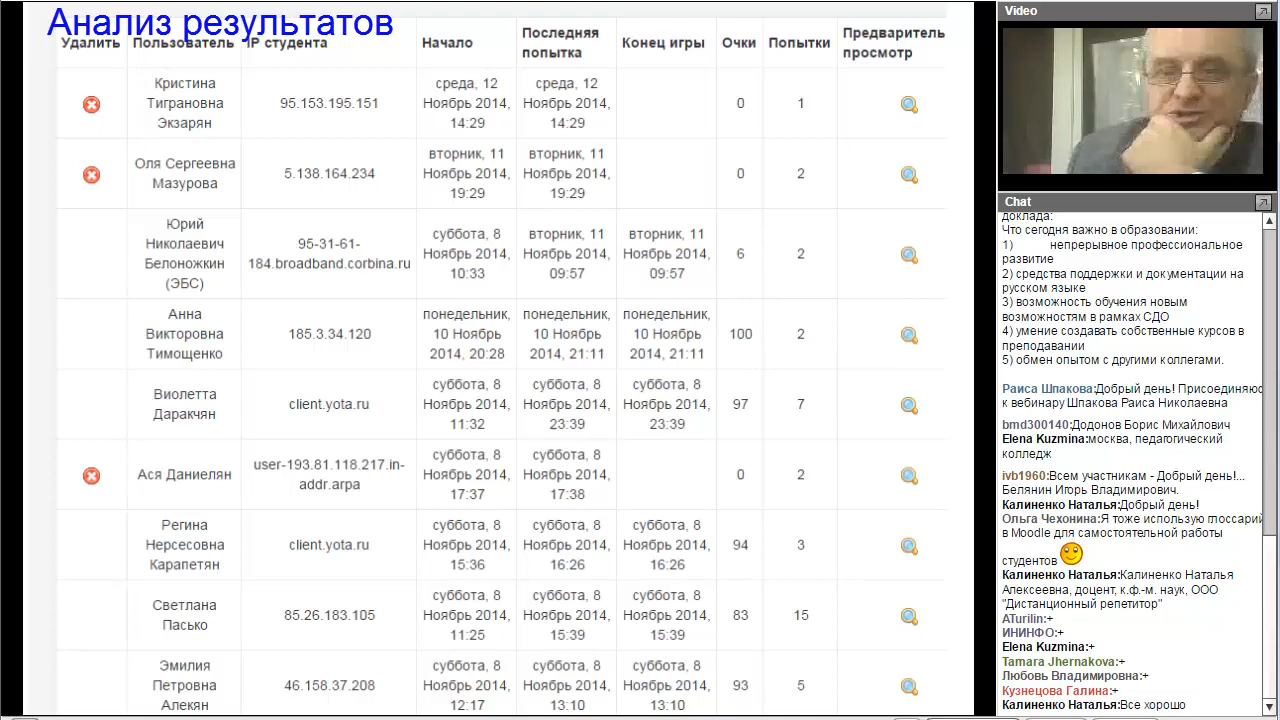 Анализ результатов
Удалить Пользователь IP студента Начало Последняя попытка Конец игры Очки Попытки Предваритель просмотр
Кристина Тиграновна Экзарян 95.153.195.151 среда, 12 Ноябрь 2014, 14:29 среда, 12 Ноябрь 2014, 14:29 0 1
Оля Сергеевна Мазурова 5.138.164.234 вторник, 11 Ноябрь 2014, 19:29 вторник, 11 Ноябрь 2014, 19:29 0 2
Юрий Николаевич Белоножкин (ЭБС) 95-31-61-184.broadband.corbina.ru суббота, 8 Ноябрь 2014, 10:33 вторник, 11 Ноябрь 2014, 09:57 вторник, 11 Ноябрь 2014, 09:57 6 2
Анна Викторовна Тимощенко 185.3.34.120 понедельник, 10 Ноябрь 2014, 20:28 понедельник, 10 Ноябрь 2014, 21:11 понедельник, 10 Ноябрь 2014, 21:11 100 2
Виолетта Даракчян client.yota.ru суббота, 8 Ноябрь 2014, 11:32 суббота, 8 Ноябрь 2014, 23:39 суббота, 8 Ноябрь 2014, 23:39 97 7
Ася Даниелян user-193.81.118.217.in-addr.arpa суббота, 8 Ноябрь 2014, 17:37 суббота, 8 Ноябрь 2014, 17:38 0 2
Регина Нерсесовна Карапетян client.yota.ru суббота, 8 Ноябрь 2014, 15:36 суббота, 8 Ноябрь 2014, 16:26 суббота, 8 Ноябрь 2014, 16:26 94 3
Светлана Пасько 85.26.183.105 суббота, 8 Ноябрь 2014, 11:25 суббота, 8 Ноябрь 2014, 15:39 суббота, 8 Ноябрь 2014, 15:39 83 15
Эмилия Петровна Алекян 46.158.37.208 суббота, 8 Ноябрь 2014, 12:17 суббота, 8 Ноябрь 2014, 13:10 суббота, 8 Ноябрь 2014, 13:10 93 5
Video
Chat
доклада:
Что сегодня важно в образовании:
1) непрерывное профессиональное
развитие
2) средства поддержки и документации на
русском языке
3) возможность обучения новым
возможностям в рамках СДО
4) умение создавать собственные курсов в
преподавании
5) обмен опытом с другими коллегами.
Раиса Шпакова:Добрый день! Присоединяюс
к вебинару Шпакова Раиса Николаевна
bmd300140:Додонов Борис Михайлович
Elena Kuzmina:москва, педагогический
колледж
ivb1960:Всем участникам - Добрый день!...
Белянин Игорь Владимирович.
Калиненко Наталья:Добрый день!
Ольга Чехонина:Я тоже использую глоссарий
в Moodle для самостоятельной работы
студентов
Калиненко Наталья:Калиненко Наталья
Алексеевна, доцент, к.ф.-м. наук, ООО
"Дистанционный репетитор"
ATurilin:+
ИНИНФО:+
Elena Kuzmina:+
Tamara Jhernakova:+
Любовь Владимировна:+
Кузнецова Галина:+
Калиненко Наталья:Все хорошо